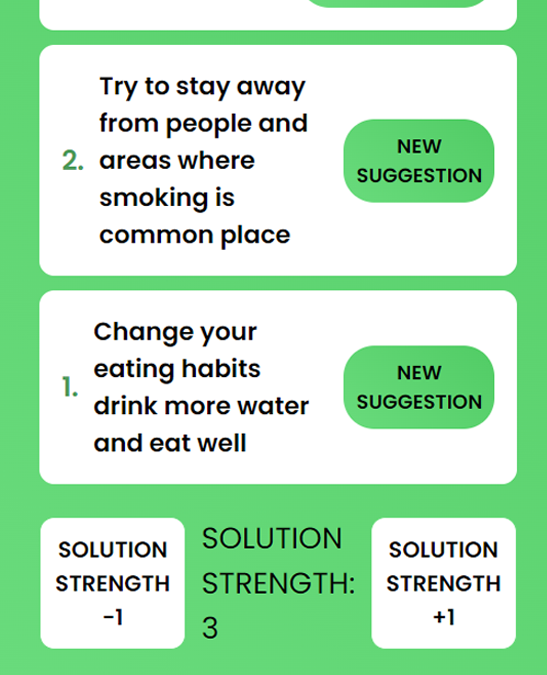 Try to stay away
from people and
2. areas where
smoking is
common place
NEW
SUGGESTION
Change your
eating habits
1. drink more water
and eat well
NEW
SUGGESTION
SOLUTION
STRENGTH
-1
SOLUTION
STRENGTH:
3
SOLUTION
STRENGTH
+1